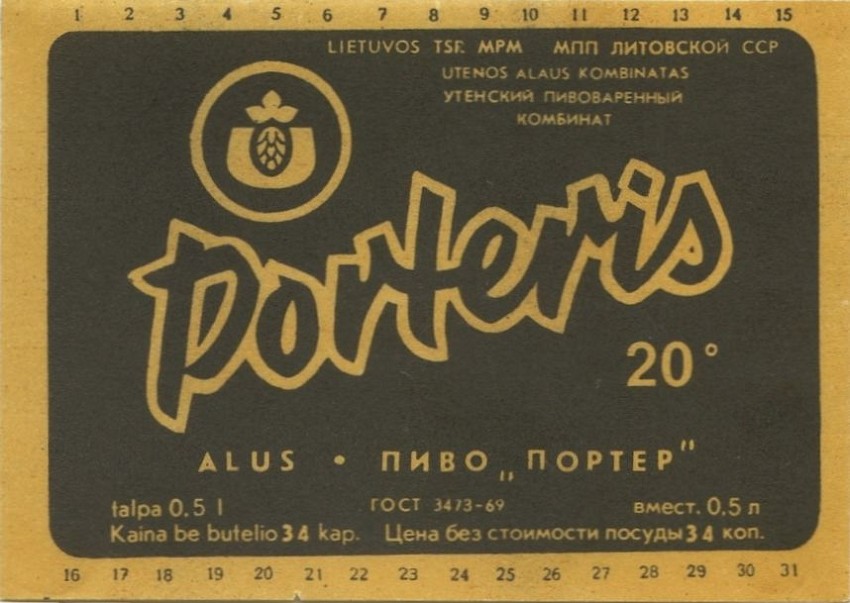 1 2 3 4 5 6 7 8 9 10 11 12 13 14 15
LIETUVOS TSR MPM МПП ЛИТОВСКОЙ ССР
UTENOS ALAUS KOMBINATAS
УТЕНСКИЙ ПИВОВАРЕННЫЙ
КОМБИНАТ
Porteris
20°
ALUS • ПИВО „ПОРТЕР"
talpa 0.5 l ГОСТ 3473-69 вмест. 0.5 л
Kaina be butelio 34 kap. Цена без стоимости посуды 34 коп.
16 17 18 19 20 21 22 23 24 25 26 27 28 29 30 31